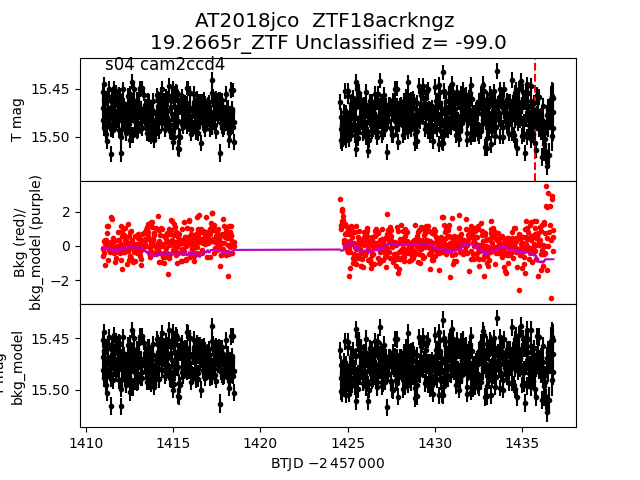 AT2018jco  ZTF18acrkngz
19.2665r_ZTF Unclassified z= -99.0
s04 cam2ccd4
T mag
15.45
15.50
Bkg (red)/
bkg_model (purple)
2
0
−2
bkg_model
15.45
15.50
1410
1415
1420
1425
1430
1435
BTJD −2 457 000